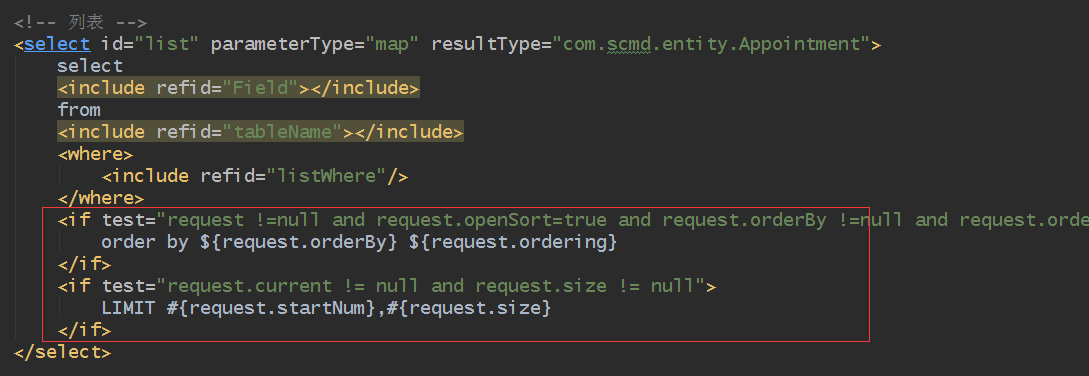 <!-- 列表 -->
<select id="list" parameterType="map" resultType="com.scmd.entity.Appointment">
select
<include refid="Field"></include>
from
<include refid="tableName"></include>
<where>
<include refid="listWhere"/>
</where>
<if test="request !=null and request.openSort=true and request.orderBy !=null and request.orde
order by ${request.orderBy} ${request.ordering}
</if>
<if test="request.current != null and request.size != null">
LIMIT #{request.startNum},#{request.size}
</if>
</select>